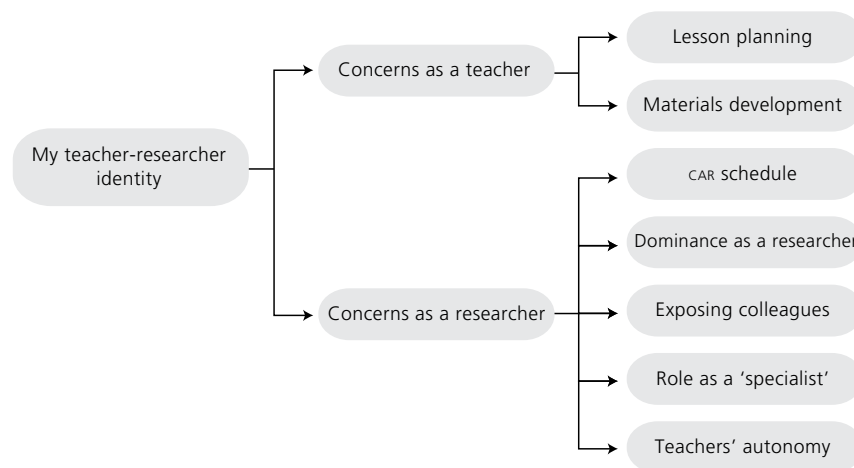 My teacher-researcher
identity
Concerns as a teacher
Lesson planning
Materials development
Concerns as a researcher
CAR schedule
Dominance as a researcher
Exposing colleagues
Role as a ‘specialist’
Teachers’ autonomy